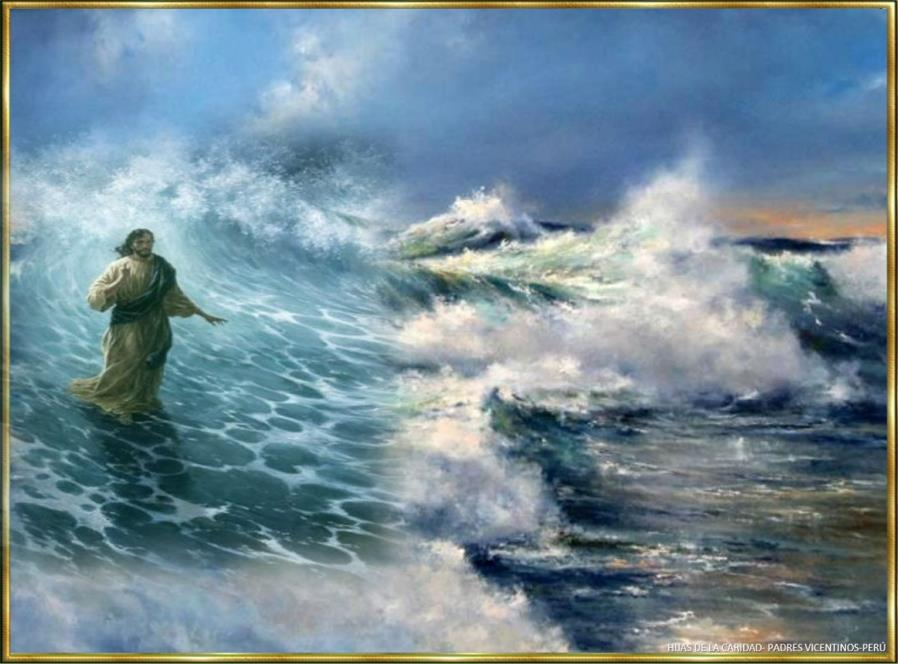 HIJAS DE LA CARIDAD- PADRES VICENTINOS-PERÚ